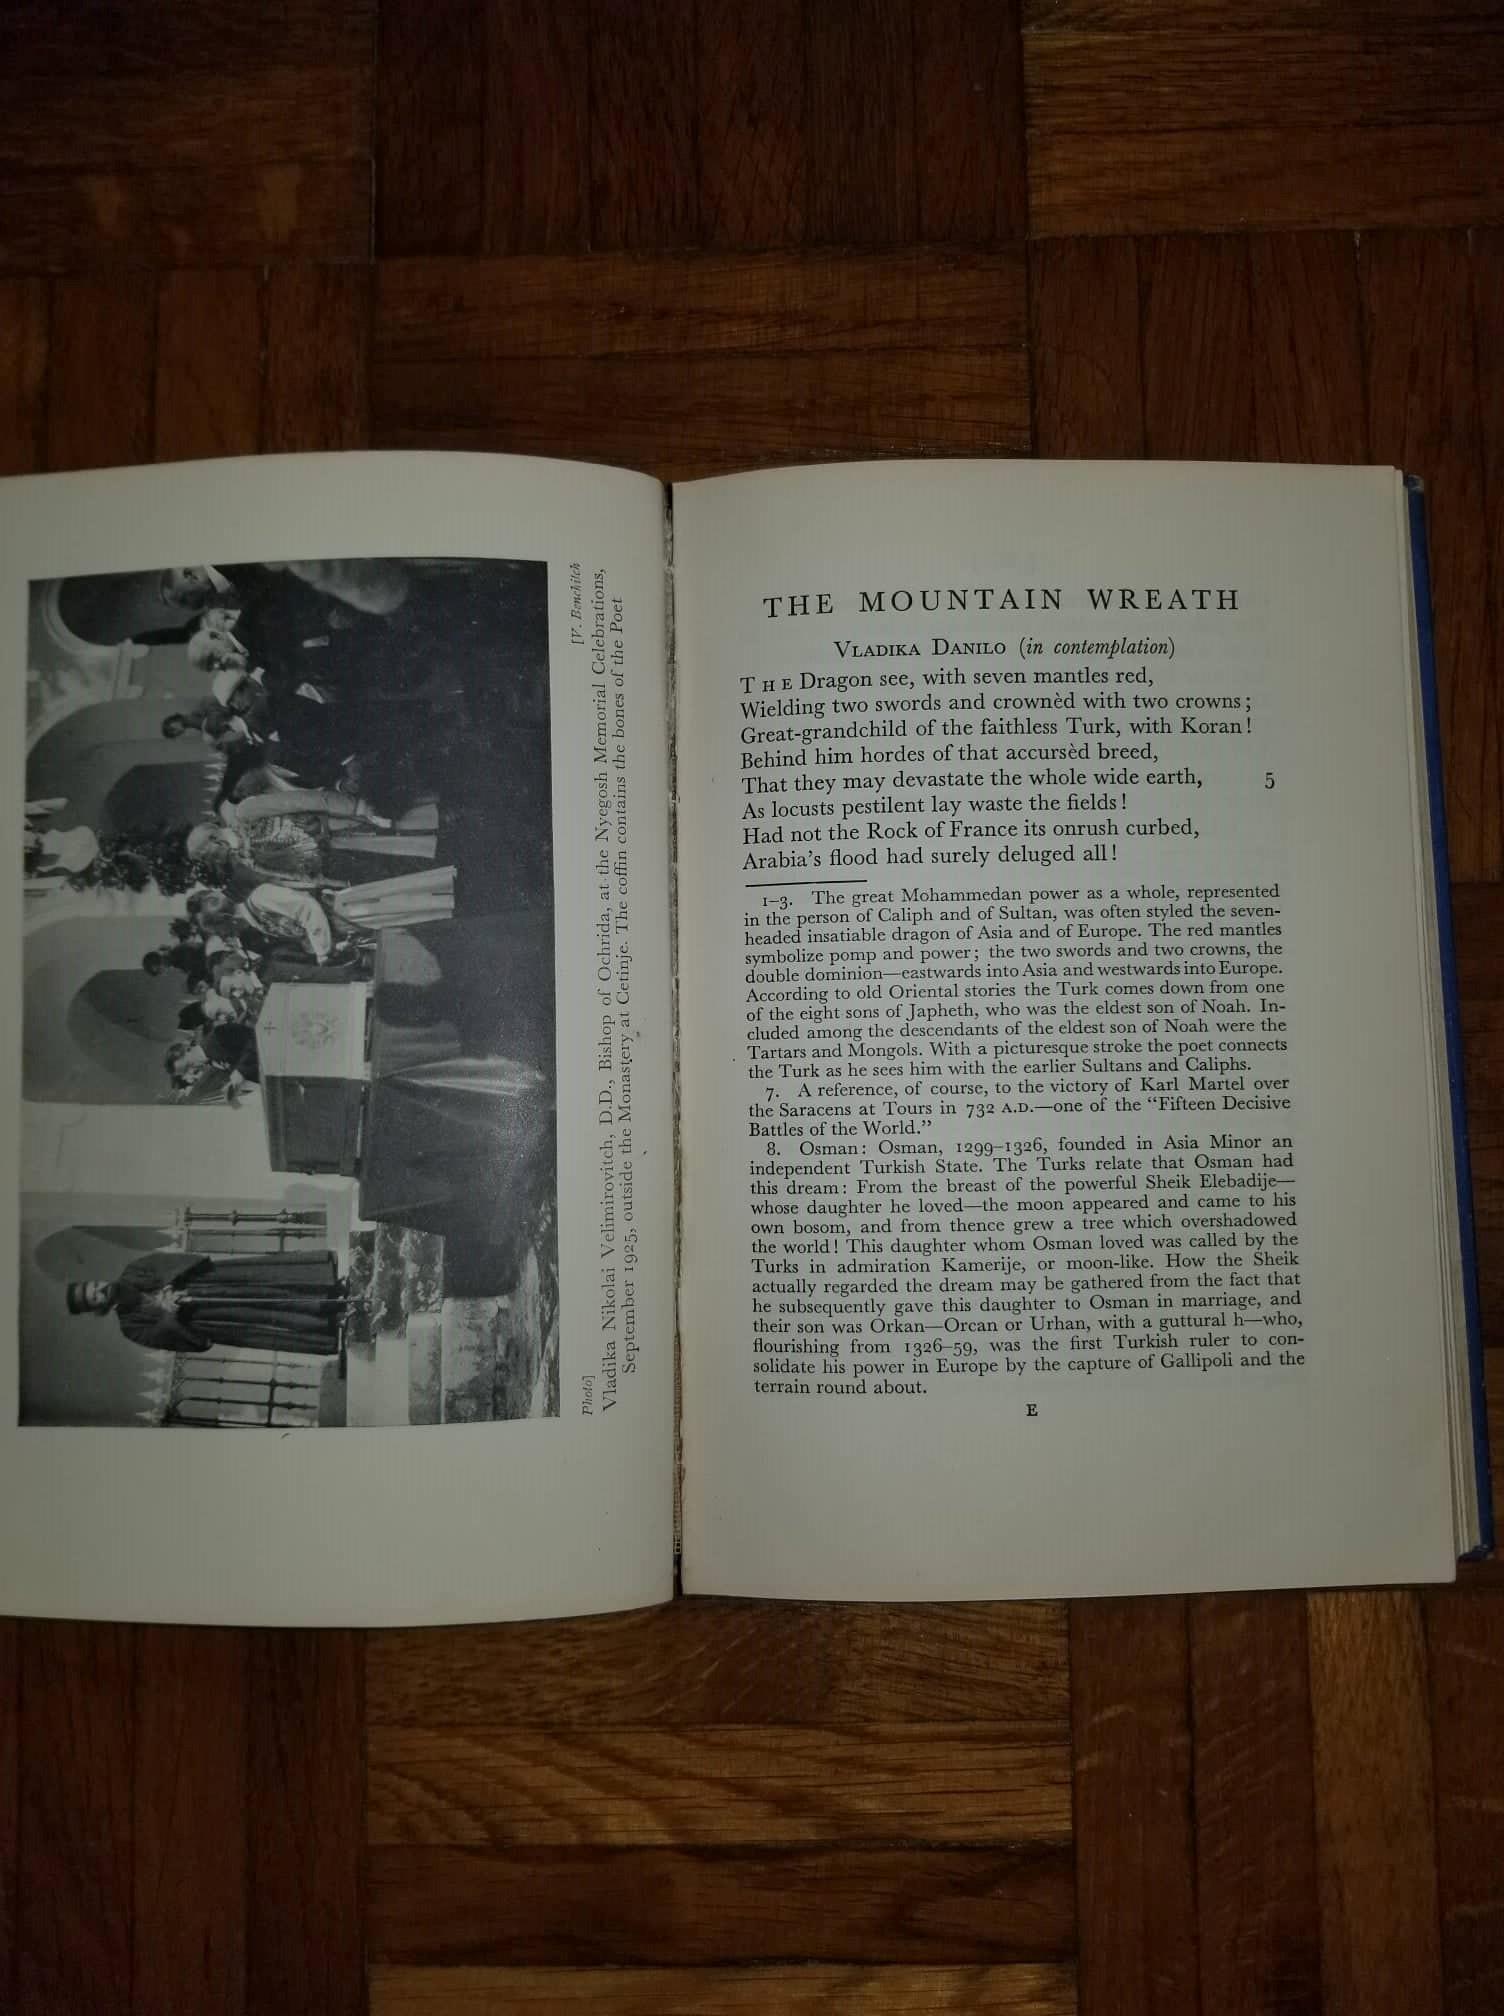 Photo]
[V. Benchitch
Vladika Nikolai Velimirovitch, D.D., Bishop of Ochrida, at the Nyegosh Memorial Celebrations,
September 1925, outside the Monastery at Cetinje. The coffin contains the bones of the Poet
THE MOUNTAIN WREATH
VLADIKA DANILO (in contemplation)
THE Dragon see, with seven mantles red,
Wielding two swords and crownèd with two crowns;
Great-grandchild of the faithless Turk, with Koran!
Behind him hordes of that accursèd breed,
That they may devastate the whole wide earth, 5
As locusts pestilent lay waste the fields!
Had not the Rock of France its onrush curbed,
Arabia's flood had surely deluged all!
1–3. The great Mohammedan power as a whole, represented
in the person of Caliph and of Sultan, was often styled the seven-
headed insatiable dragon of Asia and of Europe. The red mantles
symbolize pomp and power; the two swords and two crowns, the
double dominion—eastwards into Asia and westwards into Europe.
According to old Oriental stories the Turk comes down from one
of the eight sons of Japheth, who was the eldest son of Noah. In-
cluded among the descendants of the eldest son of Noah were the
Tartars and Mongols. With a picturesque stroke the poet connects
the Turk as he sees him with the earlier Sultans and Caliphs.
7. A reference, of course, to the victory of Karl Martel over
the Saracens at Tours in 732 A.D.—one of the "Fifteen Decisive
Battles of the World."
8. Osman: Osman, 1299–1326, founded in Asia Minor an
independent Turkish State. The Turks relate that Osman had
this dream: From the breast of the powerful Sheik Elebadije—
whose daughter he loved—the moon appeared and came to his
own bosom, and from thence grew a tree which overshadowed
the world! This daughter whom Osman loved was called by the
Turks in admiration Kamerije, or moon-like. How the Sheik
actually regarded the dream may be gathered from the fact that
he subsequently gave this daughter to Osman in marriage, and
their son was Orkan—Orcan or Urhan, with a guttural h—who,
flourishing from 1326–59, was the first Turkish ruler to con-
solidate his power in Europe by the capture of Gallipoli and the
terrain round about.
E